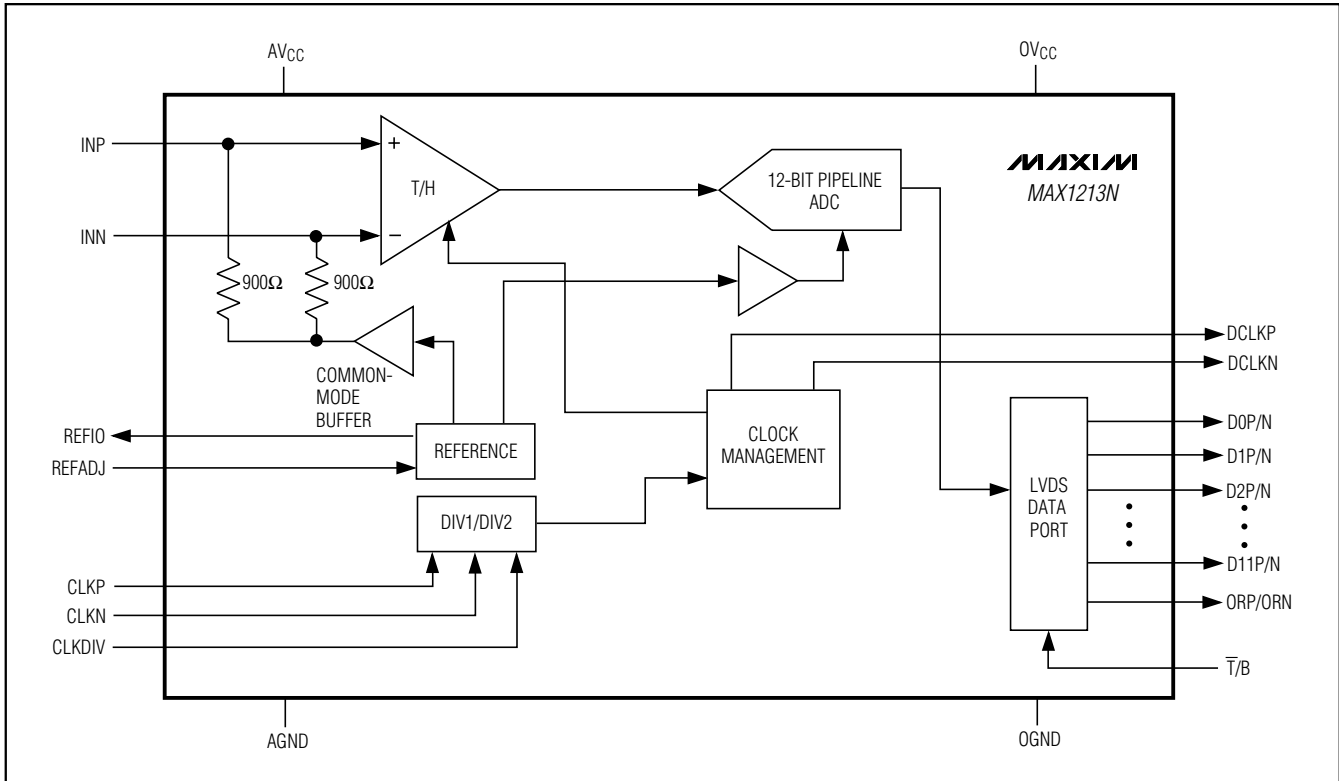 AVCC
OVCC
INP
INN
+
T/H
−
12-BIT PIPELINE
ADC
MAXIM
MAX1213N
900Ω
900Ω
COMMON-
MODE
BUFFER
REFIO
REFADJ
REFERENCE
CLOCK
MANAGEMENT
DIV1/DIV2
CLKP
CLKN
CLKDIV
DCLKP
DCLKN
LVDS
DATA
PORT
D0P/N
D1P/N
D2P/N
D11P/N
ORP/ORN
T̅/B
AGND
OGND